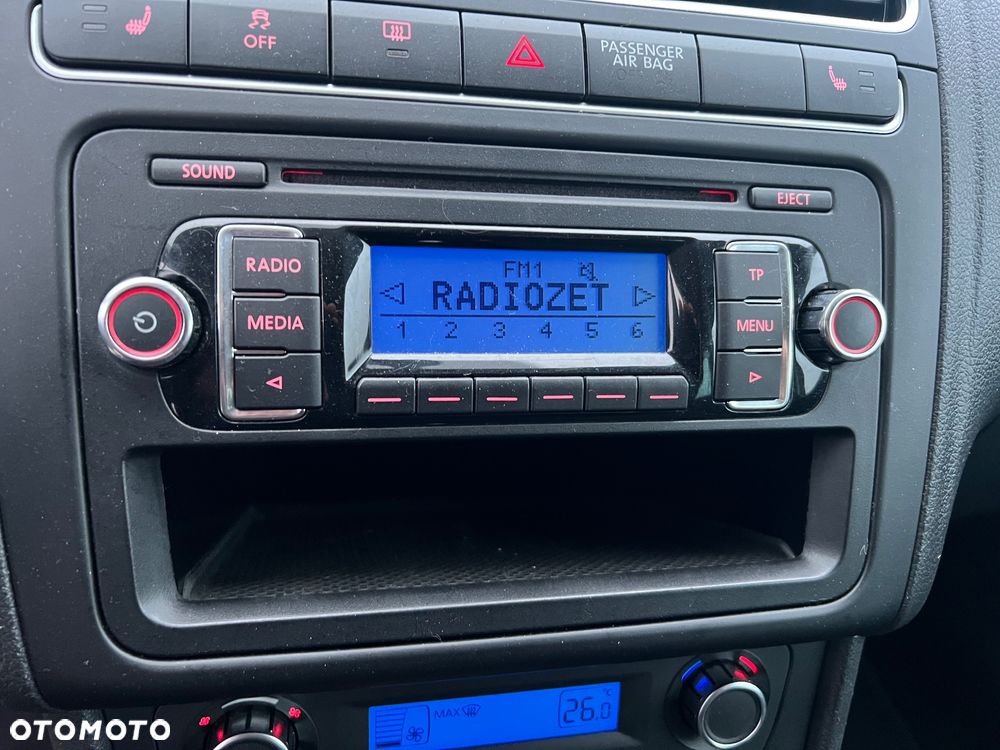 OFF
PASSENGER
AIR BAG
SOUND
EJECT
RADIO
MEDIA
FM1
RADIOZET
1 2 3 4 5 6
TP
MENU
MAX
26.0 °C
OTOMOTO